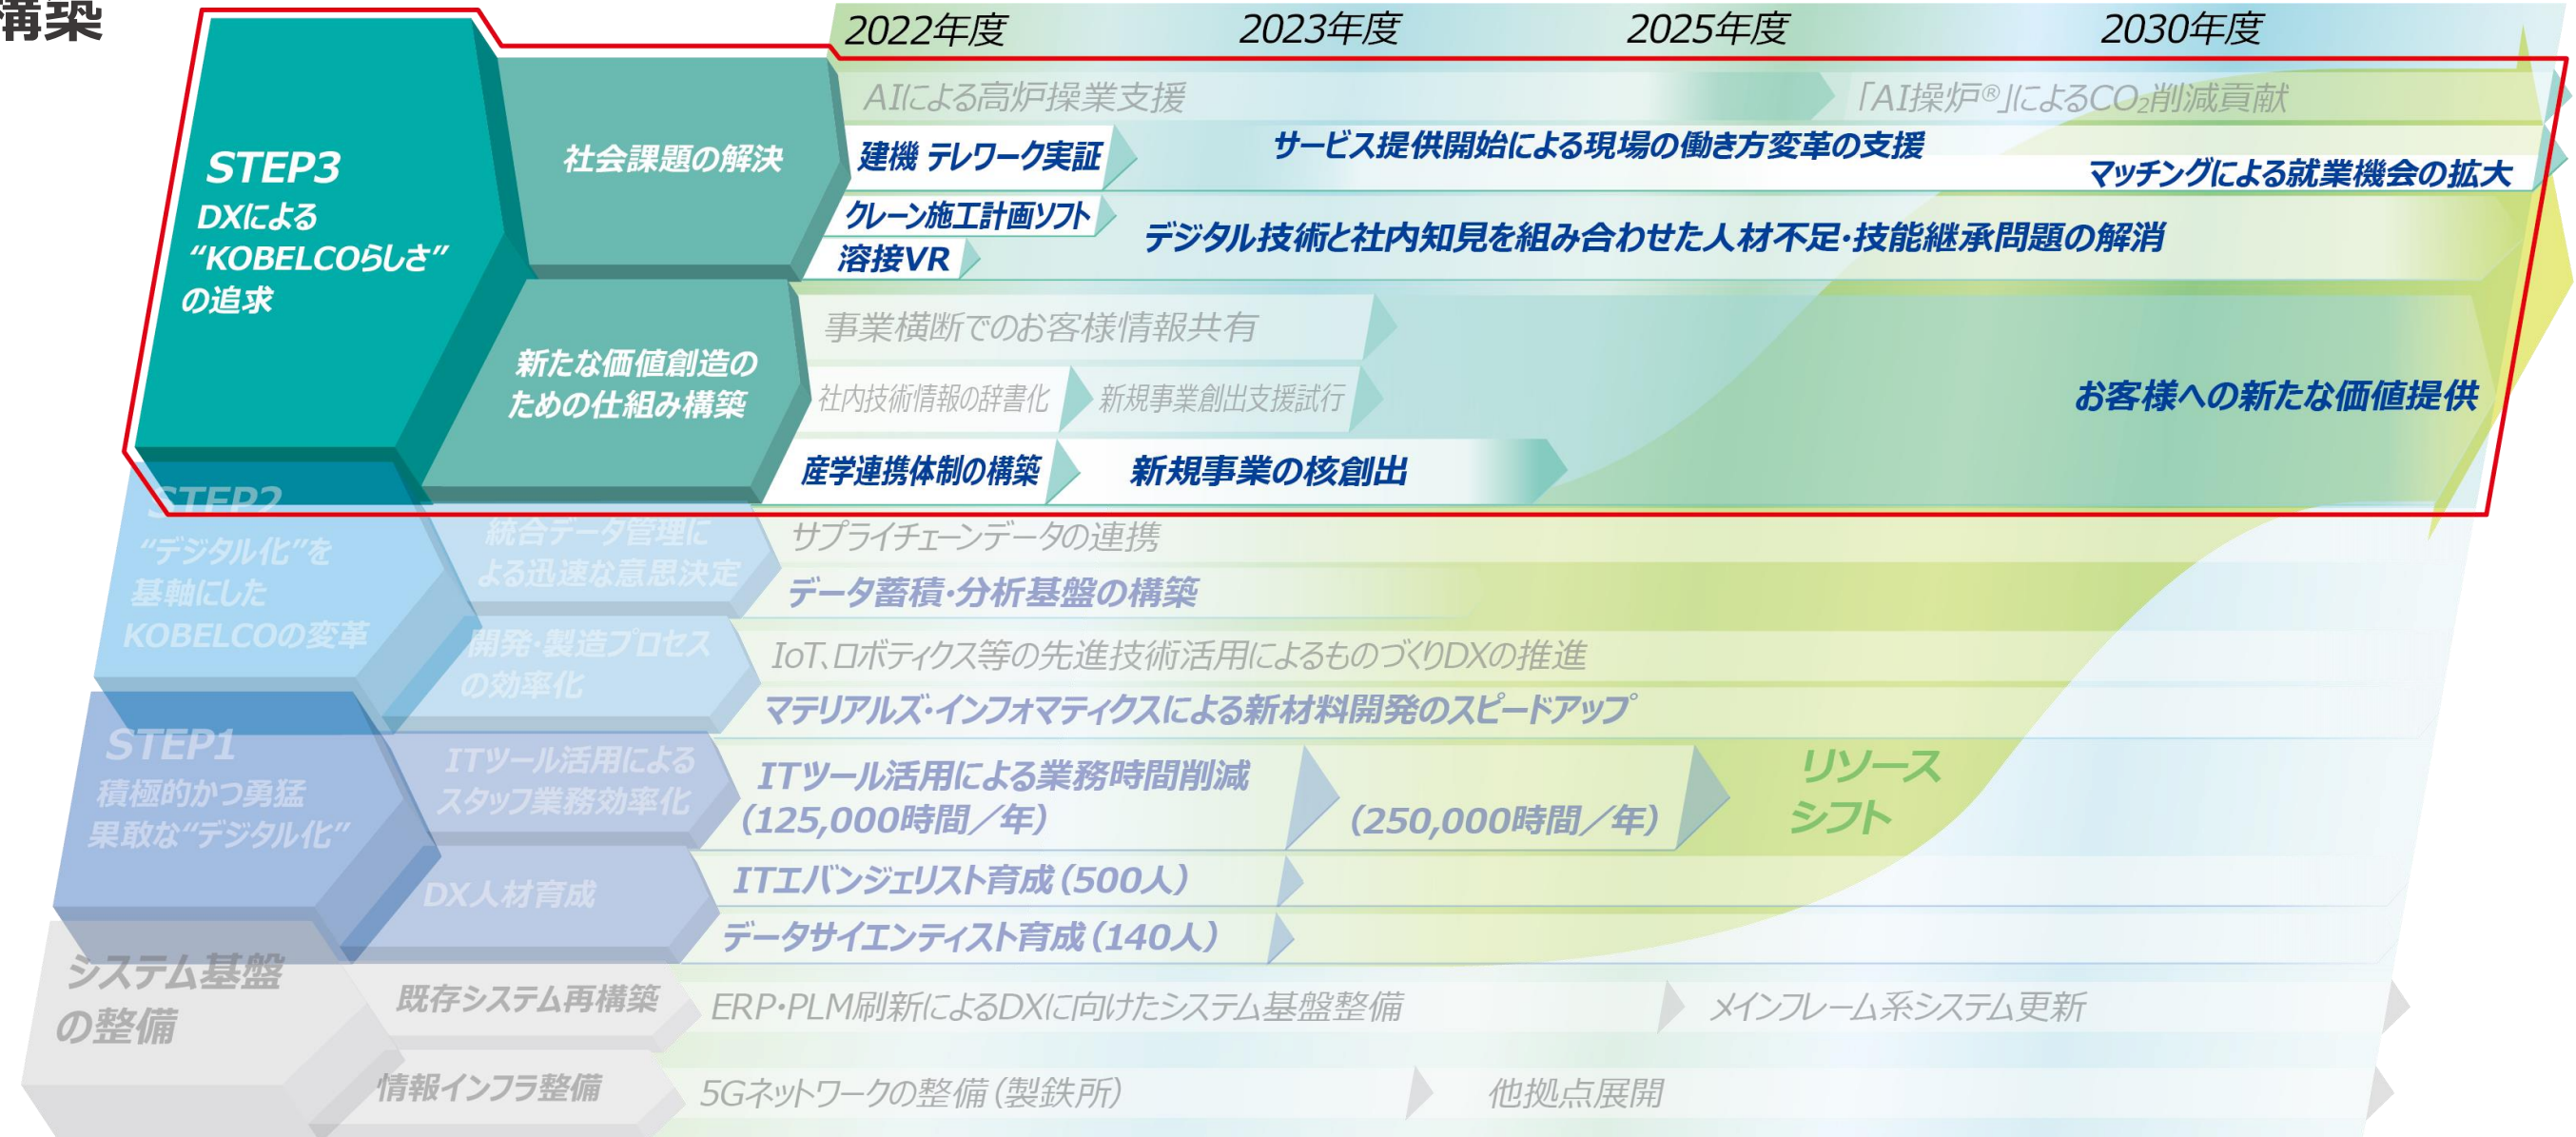 構築
2022年度
2023年度
2025年度
2030年度
STEP3
DXによる
“KOBELCOらしさ”
の追求
社会課題の解決
AIによる高炉操業支援
「AI操炉®」によるCO₂削減貢献
建機 テレワーク実証
サービス提供開始による現場の働き方変革の支援
マッチングによる就業機会の拡大
クレーン施工計画ソフト
溶接VR
デジタル技術と社内知見を組み合わせた人材不足・技能継承問題の解消
新たな価値創造の
ための仕組み構築
事業横断でのお客様情報共有
社内技術情報の辞書化
新規事業創出支援試行
お客様への新たな価値提供
産学連携体制の構築
新規事業の核創出
STEP2
“デジタル化”を
基軸にした
KOBELCOの変革
統合データ管理に
よる迅速な意思決定
サプライチェーンデータの連携
データ蓄積・分析基盤の構築
開発・製造プロセス
の効率化
IoT、ロボティクス等の先進技術活用によるものづくりDXの推進
マテリアルズ・インフォマティクスによる新材料開発のスピードアップ
STEP1
積極的かつ勇猛
果敢な“デジタル化”
ITツール活用による
スタッフ業務効率化
ITツール活用による業務時間削減
（125,000時間／年）
（250,000時間／年）
リソース
シフト
DX人材育成
ITエバンジェリスト育成（500人）
データサイエンティスト育成（140人）
システム基盤
の整備
既存システム再構築
ERP・PLM刷新によるDXに向けたシステム基盤整備
メインフレーム系システム更新
情報インフラ整備
5Gネットワークの整備（製鉄所）
他拠点展開